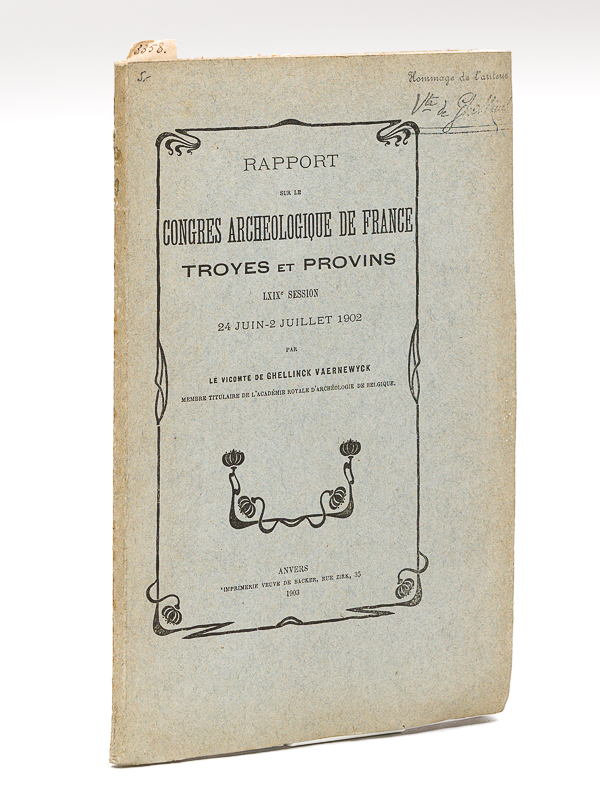 3358.
5.-
Hommage de l'auteur
Vte de Ghellinck
RAPPORT
SUR LE
CONGRES ARCHEOLOGIQUE DE FRANCE
TROYES ET PROVINS
LXIXe SESSION
24 JUIN-2 JUILLET 1902
PAR
LE VICOMTE DE GHELLINCK VAERNEWYCK
MEMBRE TITULAIRE DE L'ACADÉMIE ROYALE D'ARCHÉOLOGIE DE BELGIQUE.
ANVERS
IMPRIMERIE VEUVE DE BACKER, RUE ZIRK, 35
1903